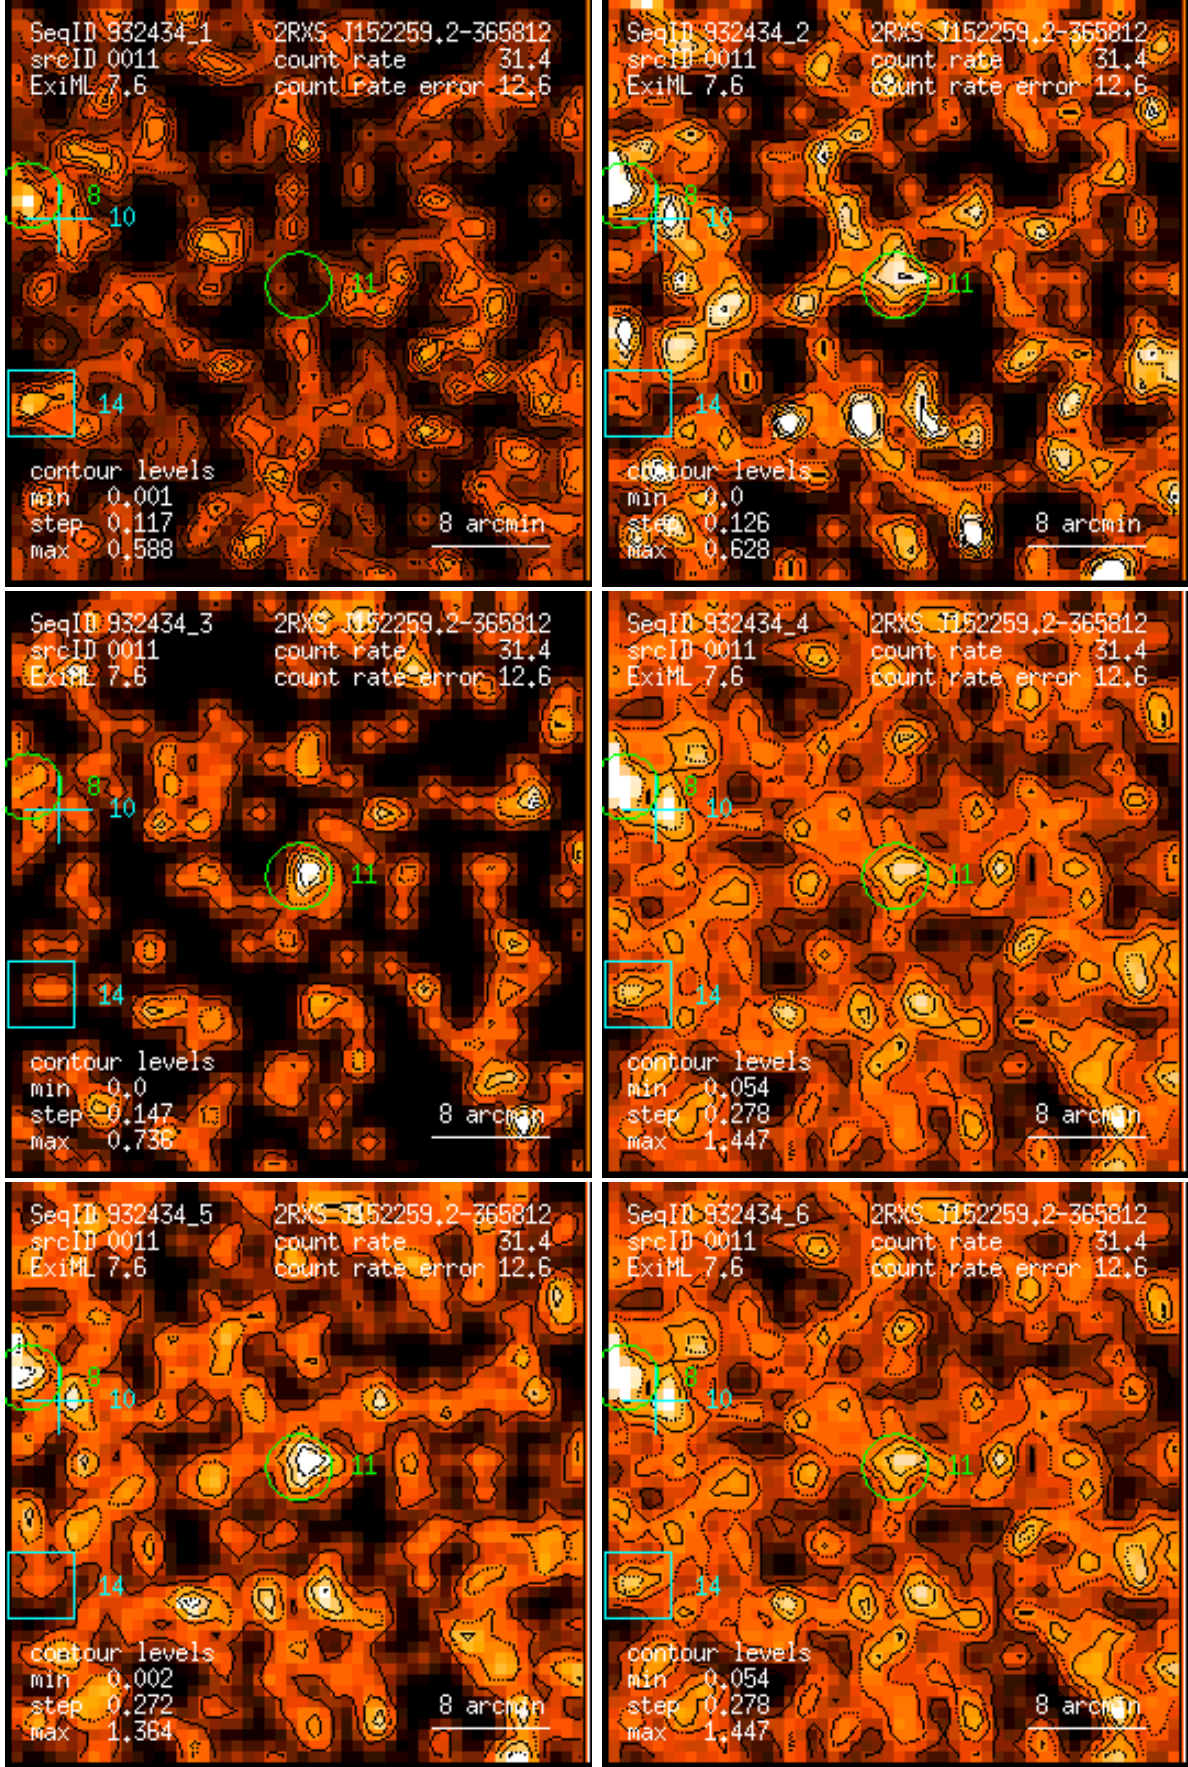 SeqID 932434_1 2RXS J152259.2-365812
srcID 0011 count rate 31.4
ExiML 7.6 count rate error 12.6
8
10
11
14
contour levels
min 0.001
step 0.117
max 0.588
8 arcmin
SeqID 932434_2 2RXS J152259.2-365812
srcID 0011 count rate 31.4
ExiML 7.6 count rate error 12.6
8
10
11
14
contour levels
min 0.0
step 0.126
max 0.628
8 arcmin
SeqID 932434_3 2RXS J152259.2-365812
srcID 0011 count rate 31.4
ExiML 7.6 count rate error 12.6
8
10
11
14
contour levels
min 0.0
step 0.147
max 0.736
8 arcmin
SeqID 932434_4 2RXS J152259.2-365812
srcID 0011 count rate 31.4
ExiML 7.6 count rate error 12.6
8
10
11
14
contour levels
min 0.054
step 0.278
max 1.447
8 arcmin
SeqID 932434_5 2RXS J152259.2-365812
srcID 0011 count rate 31.4
ExiML 7.6 count rate error 12.6
8
10
11
14
contour levels
min 0.002
step 0.272
max 1.364
8 arcmin
SeqID 932434_6 2RXS J152259.2-365812
srcID 0011 count rate 31.4
ExiML 7.6 count rate error 12.6
8
10
11
14
contour levels
min 0.054
step 0.278
max 1.447
8 arcmin